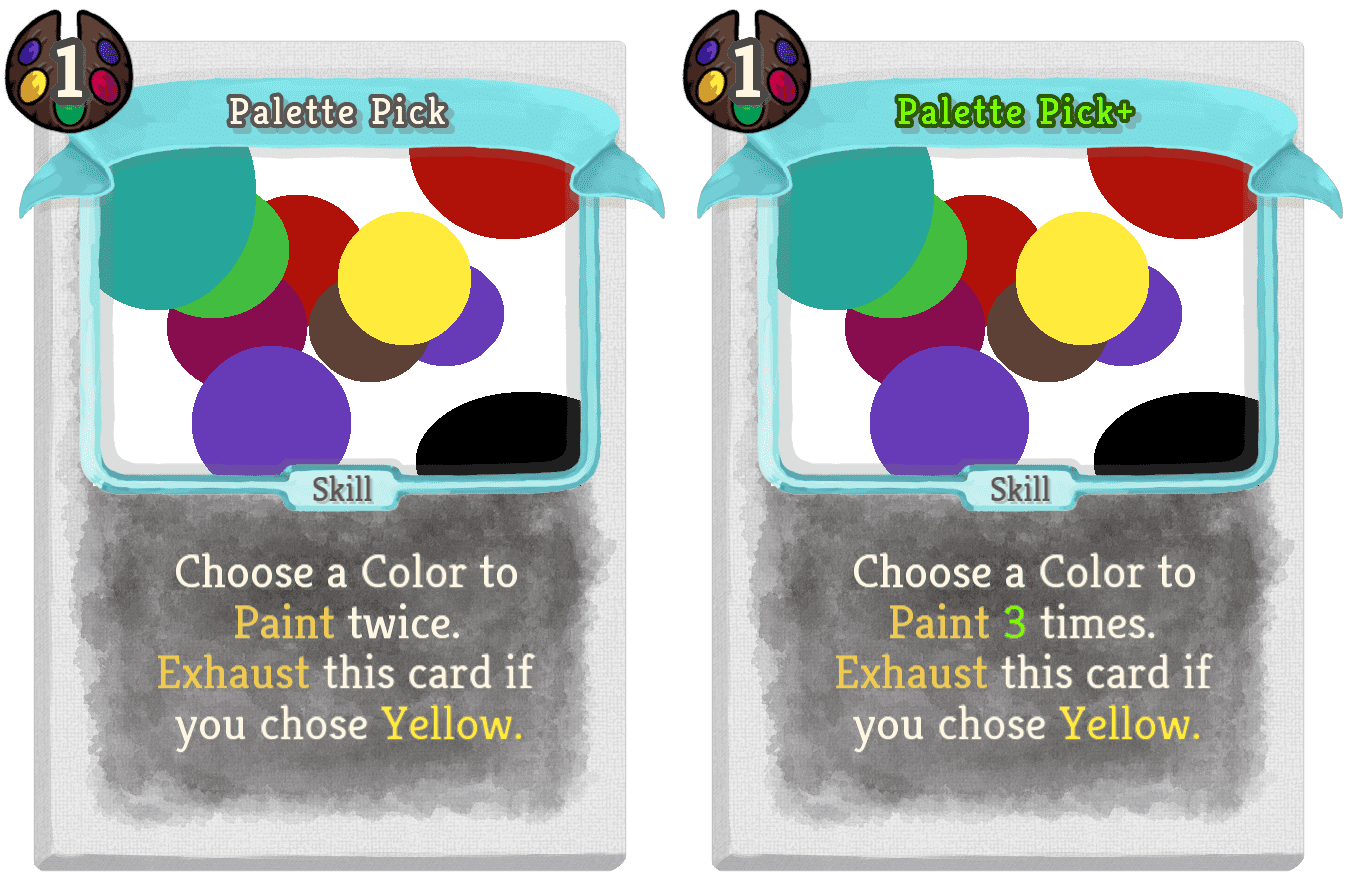 1
Palette Pick
Skill
Choose a Color to
Paint twice.
Exhaust this card if
you chose Yellow.
1
Palette Pick+
Skill
Choose a Color to
Paint 3 times.
Exhaust this card if
you chose Yellow.